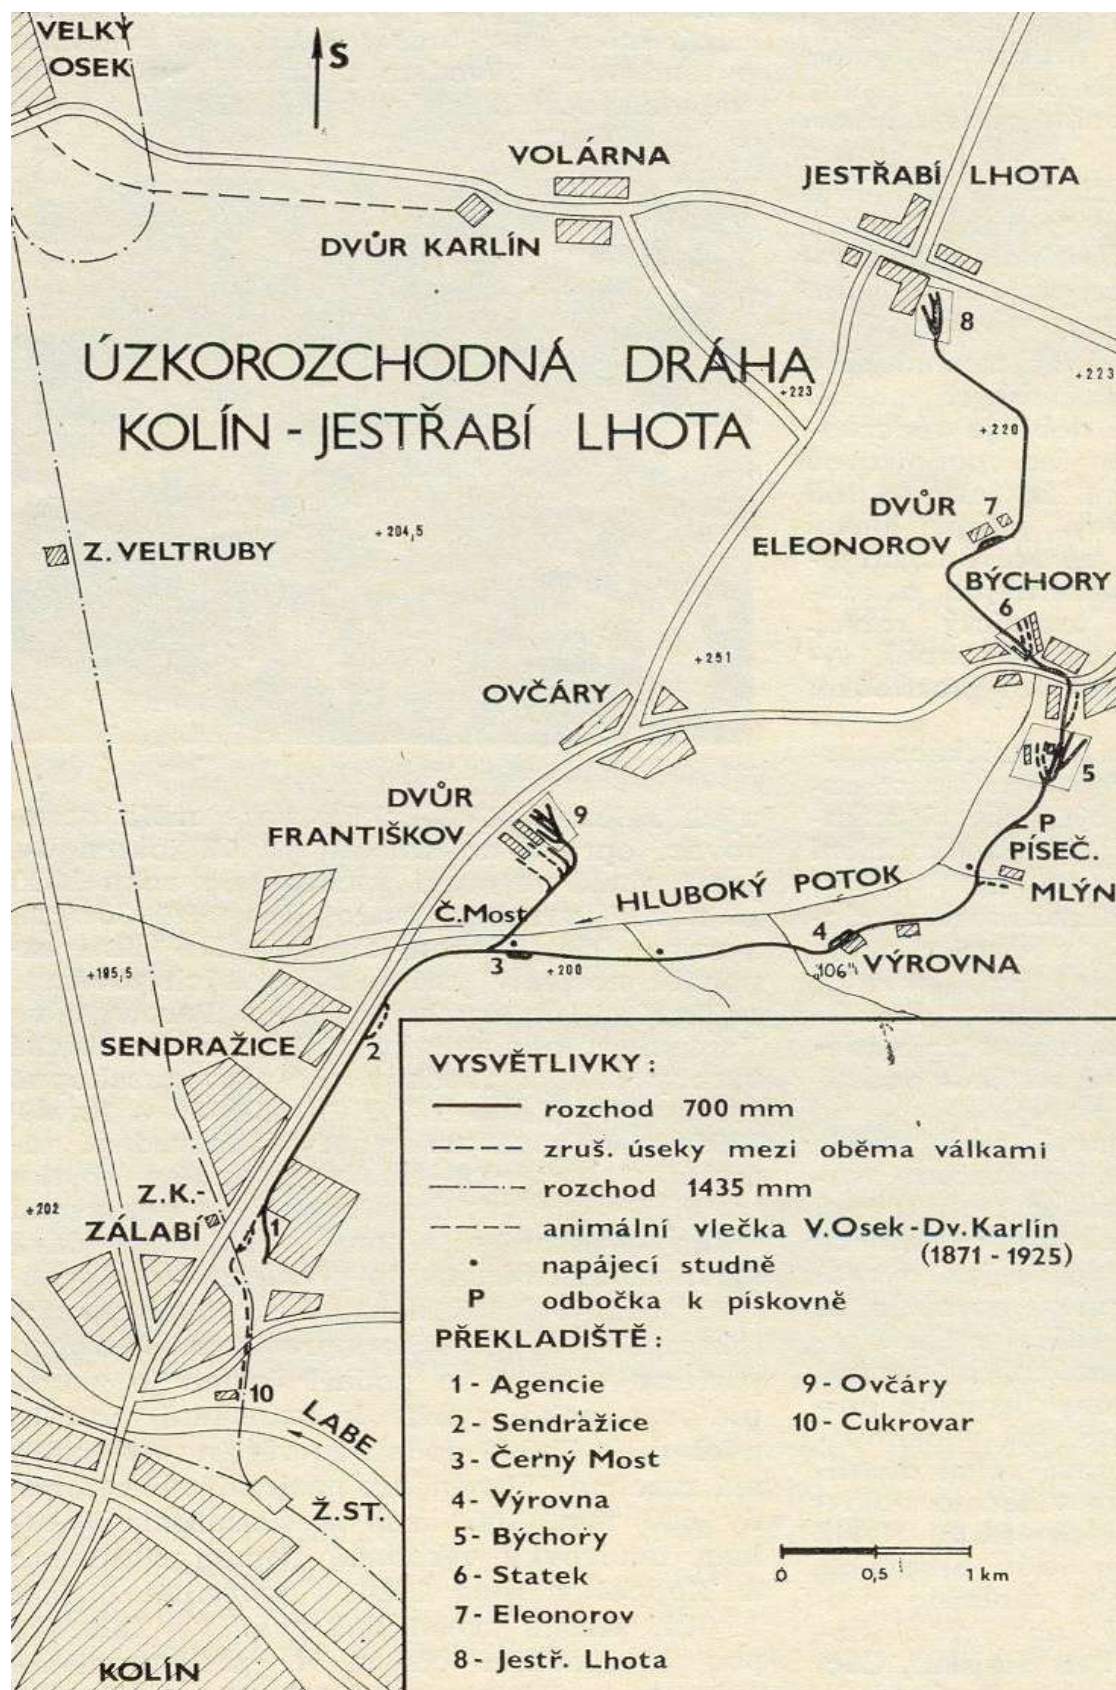 VELKÝ
OSEK
S
VOLÁRNA
JESTŘABÍ LHOTA
DVŮR KARLÍN
8
ÚZKOROZCHODNÁ DRÁHA
KOLÍN - JESTŘABÍ LHOTA
+223
+223
+220
DVŮR 7
ELEONOROV
+204,5
Z. VELTRUBY
BÝCHORY
6
+251
OVČÁRY
5
DVŮR
FRANTIŠKOV
9
P
PÍSEČ.
MLÝN
HLUBOKÝ POTOK
Č.Most
3
+200
4
"106"
VÝROVNA
+195,5
SENDRAŽICE
2
Z.K.-
ZÁLABÍ
1
+202
10
LABE
Ž.ST.
KOLÍN
VYSVĚTLIVKY :
rozchod 700 mm
zruš. úseky mezi oběma válkami
rozchod 1435 mm
animální vlečka V.Osek-Dv.Karlín
(1871 - 1925)
napájecí studně
P odbočka k pískovně
PŘEKLADIŠTĚ :
1 - Agencie
2 - Sendražice
3 - Černý Most
4 - Výrovna
5 - Býchory
6 - Statek
7 - Eleonorov
8 - Jestř. Lhota
9 - Ovčáry
10 - Cukrovar
0 0,5 1 km